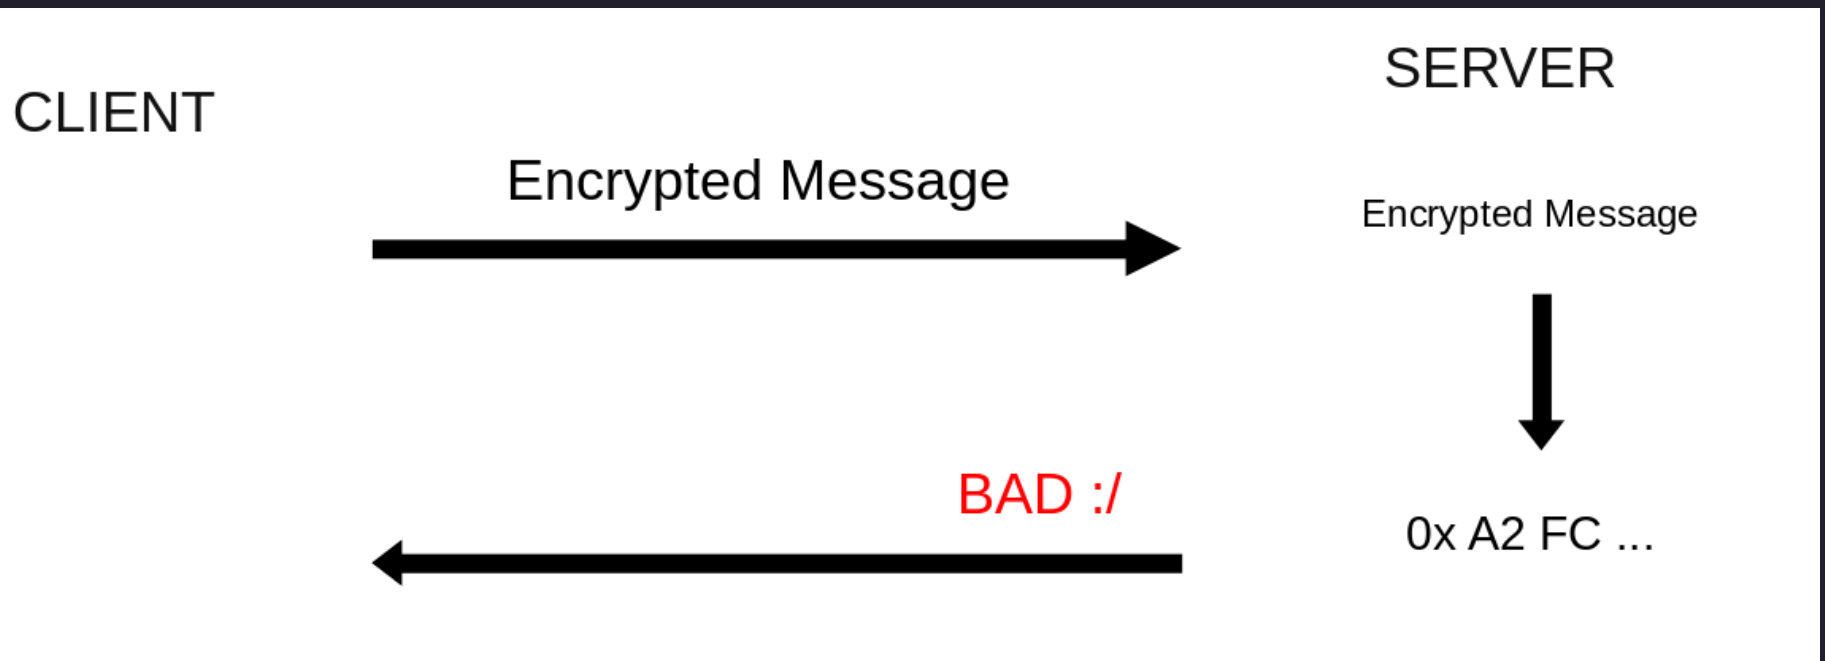 SERVER
CLIENT
Encrypted Message
Encrypted Message
BAD :/
0x A2 FC ...